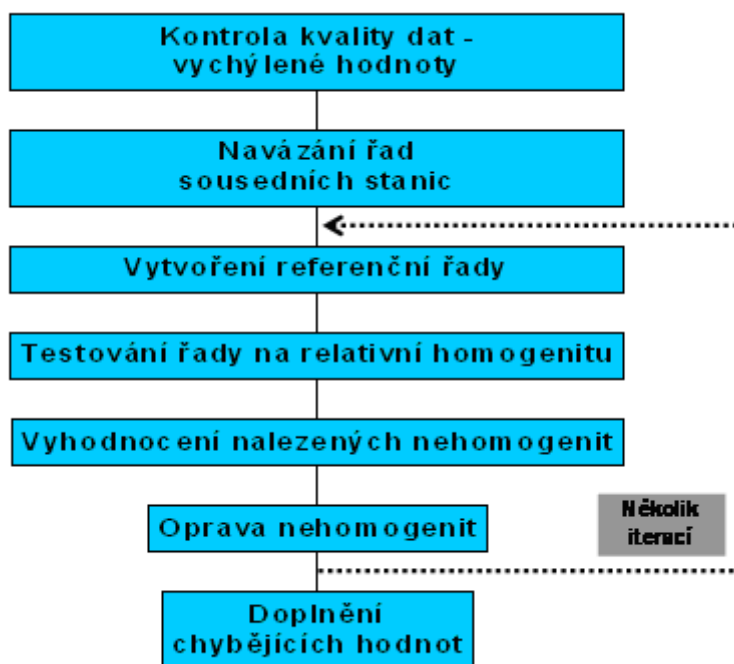 Kontrola kvality dat -
vychýlené hodnoty
Navázání řad
sousedních stanic
Vytvoření referenční řady
Testování řady na relativní homogenitu
Vyhodnocení nalezených nehomogenit
Oprava nehomogenit
Několik
iterací
Doplnění
chybějících hodnot